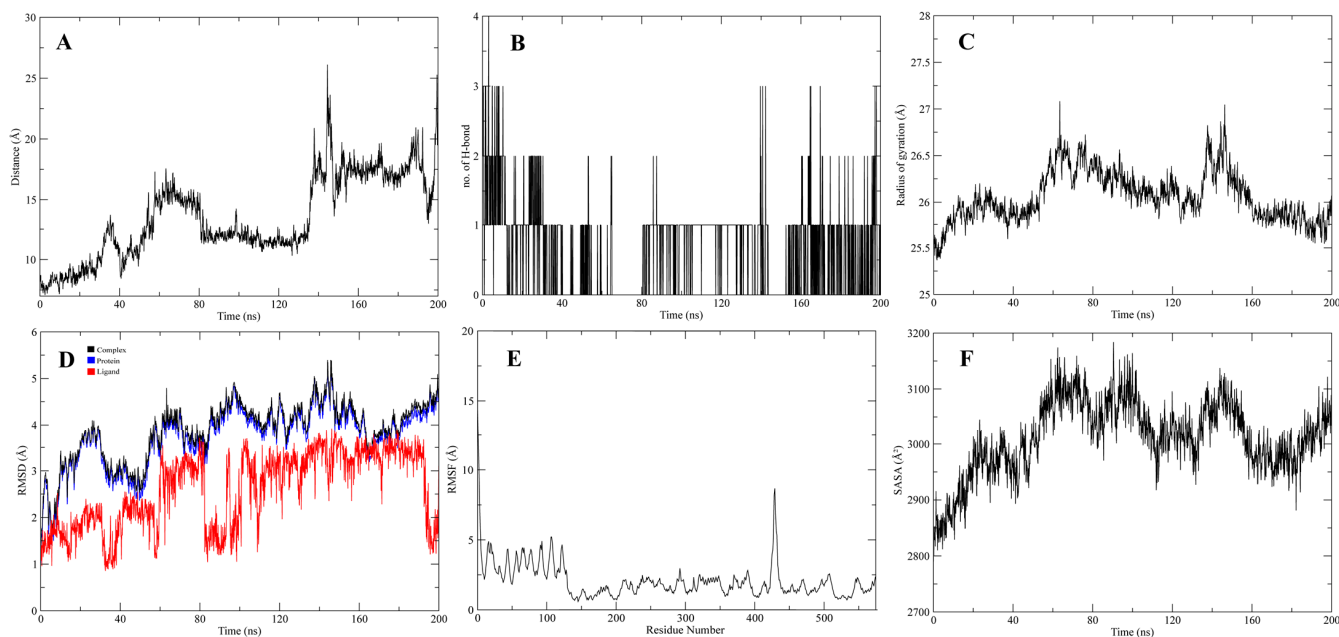 A
Distance (Å)
30
25
20
15
10
0 40 80 120 160 200
Time (ns)
B
no. of H-bond
4
3
2
1
0
0 40 80 120 160 200
Time (ns)
C
Radius of gyration (Å)
28
27.5
27
26.5
26
25.5
25
0 40 80 120 160 200
Time (ns)
D
Complex
Protein
Ligand
RMSD (Å)
6
5
4
3
2
1
0
0 40 80 120 160 200
Time (ns)
E
RMSF (Å)
20
15
10
5
0
0 100 200 300 400 500
Residue Number
F
SASA (Å²)
3200
3100
3000
2900
2800
2700
0 40 80 120 160 200
Time (ns)